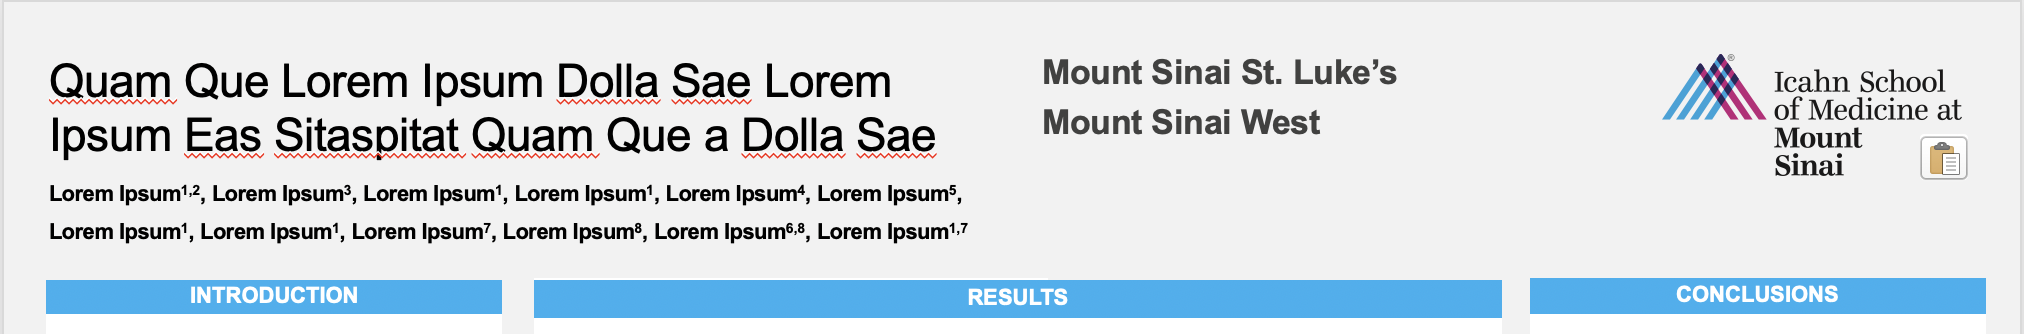 Quam Que Lorem Ipsum Dolla Sae Lorem
Ipsum Eas Sitaspitat Quam Que a Dolla Sae
Lorem Ipsum1,2, Lorem Ipsum3, Lorem Ipsum1, Lorem Ipsum1, Lorem Ipsum4, Lorem Ipsum5,
Lorem Ipsum1, Lorem Ipsum1, Lorem Ipsum7, Lorem Ipsum8, Lorem Ipsum6,8, Lorem Ipsum1,7
Mount Sinai St. Luke’s
Mount Sinai West
®
Icahn School
of Medicine at
Mount
Sinai
INTRODUCTION
RESULTS
CONCLUSIONS